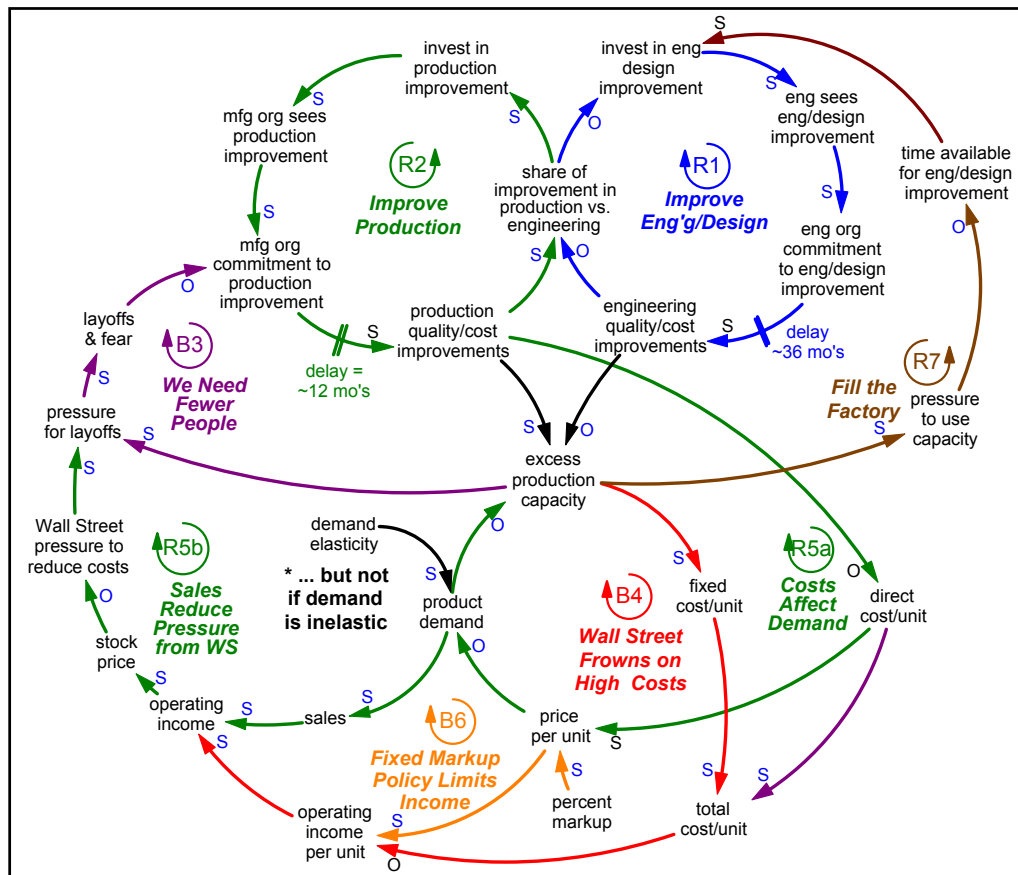 S
invest in
production
improvement
invest in eng
design
improvement
S
S
eng sees
eng/design
improvement
mfg org sees
production
improvement
S
O
R2
Improve
Production
share of
improvement in
production vs.
engineering
R1
Improve
Eng'g/Design
time available
for eng/design
improvement
S
S
O
mfg org
commitment to
production
improvement
S
O
eng org
commitment
to eng/design
improvement
O
layoffs
& fear
S
production
quality/cost
improvements
engineering
quality/cost
improvements
S
delay
~36 mo's
delay =
~12 mo's
B3
We Need
Fewer
People
S
R7
Fill the
Factory
pressure
to use
capacity
pressure
for layoffs
S
S
O
S
S
excess
production
capacity
Wall Street
pressure to
reduce costs
R5b
Sales
Reduce
Pressure
from WS
demand
elasticity
O
* ... but not
if demand
is inelastic
S
product
demand
S
fixed
cost/unit
R5a
Costs
Affect
Demand
O
direct
cost/unit
B4
Wall Street
Frowns on
High Costs
O
stock
price
O
S
operating
income
S
sales
S
S
B6
Fixed Markup
Policy Limits
Income
price
per unit
S
S
percent
markup
S
S
total
cost/unit
operating
income
per unit
S
O